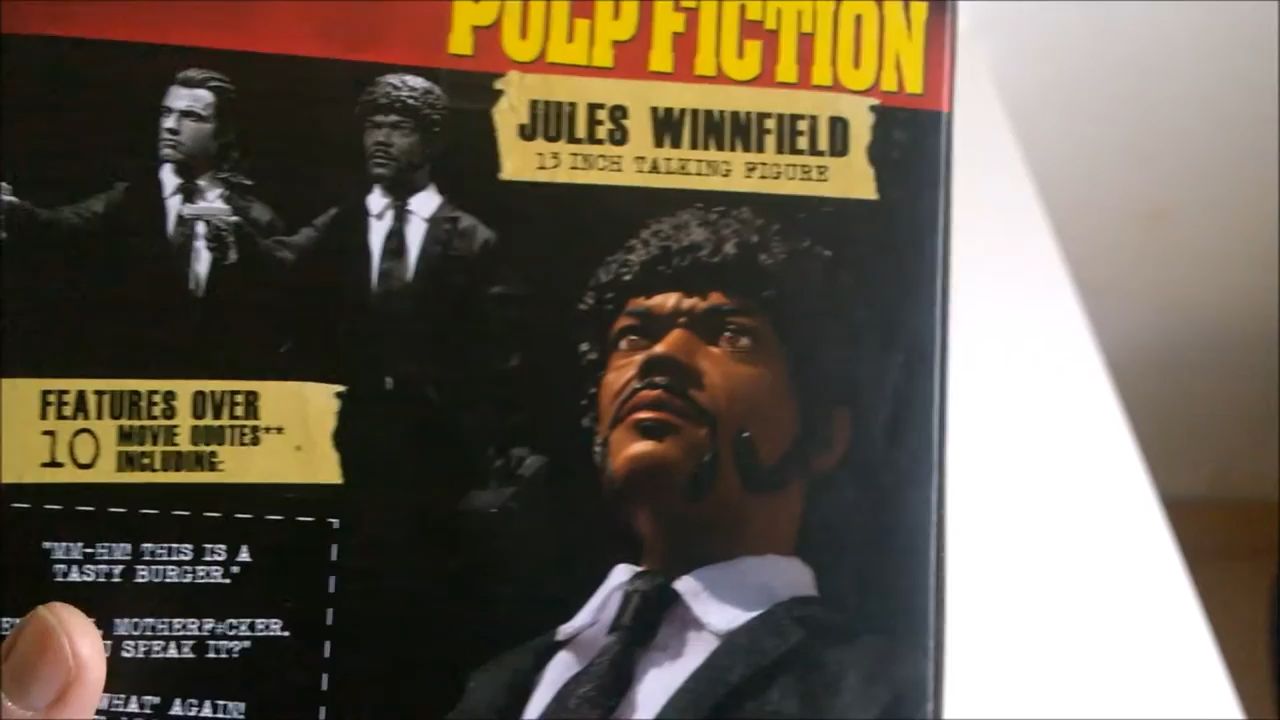 PULP FICTION
JULES WINNFIELD
13 INCH TALKING FIGURE
FEATURES OVER
10 MOVIE QUOTES**
INCLUDING:
"MM-HM! THIS IS A
TASTY BURGER."
MOTHERF*CKER.
SPEAK IT?"
WHAT' AGAIN!